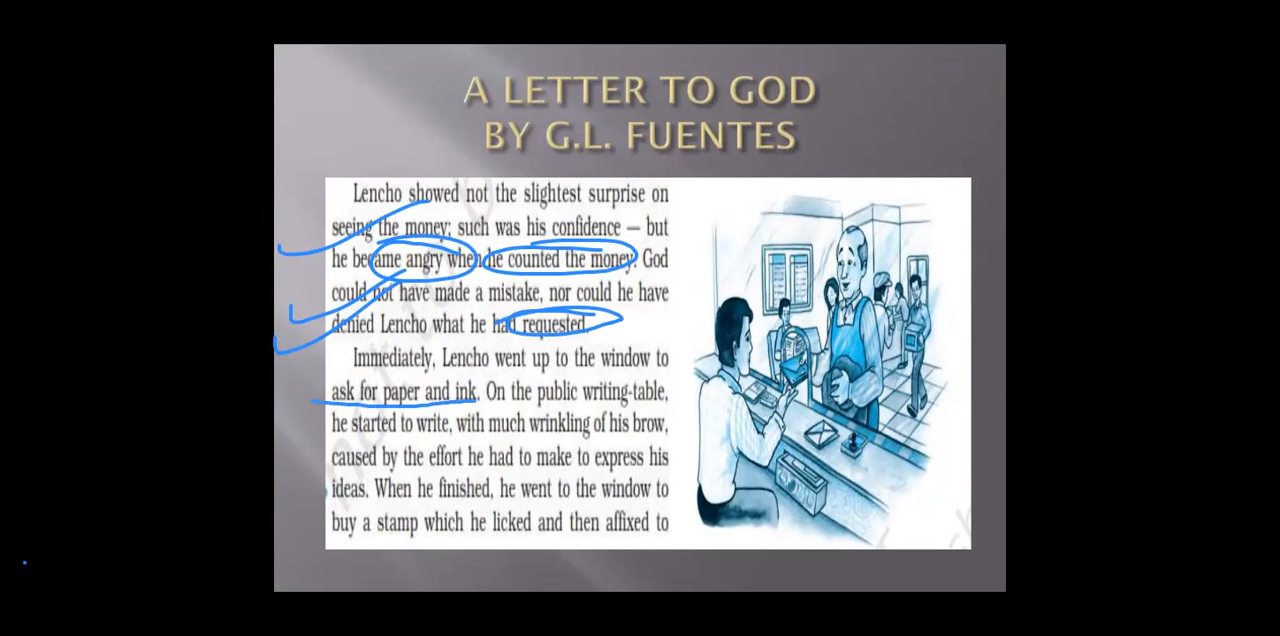 A LETTER TO GOD
BY G.L. FUENTES
Lencho showed not the slightest surprise on
seeing the money; such was his confidence — but
he became angry when he counted the money. God
could not have made a mistake, nor could he have
denied Lencho what he had requested.
Immediately, Lencho went up to the window to
ask for paper and ink. On the public writing-table,
he started to write, with much wrinkling of his brow,
caused by the effort he had to make to express his
ideas. When he finished, he went to the window to
buy a stamp which he licked and then affixed to